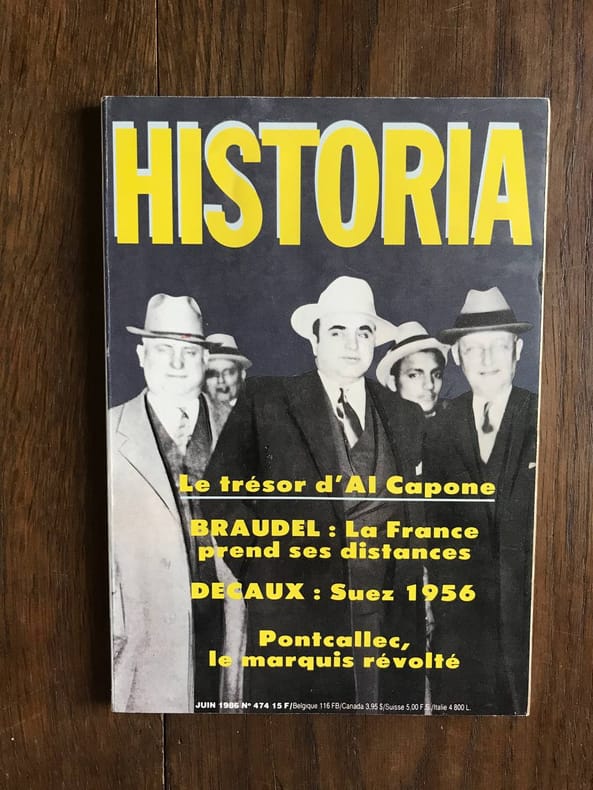 HISTORIA
Le trésor d'Al Capone
BRAUDEL : La France
prend ses distances
DECAUX : Suez 1956
Pontcallec,
le marquis révolté
JUIN 1986 N° 474 15 F/Belgique 116 FB/Canada 3,95 $/Suisse 5,00 F.S./Italie 4 800 L.